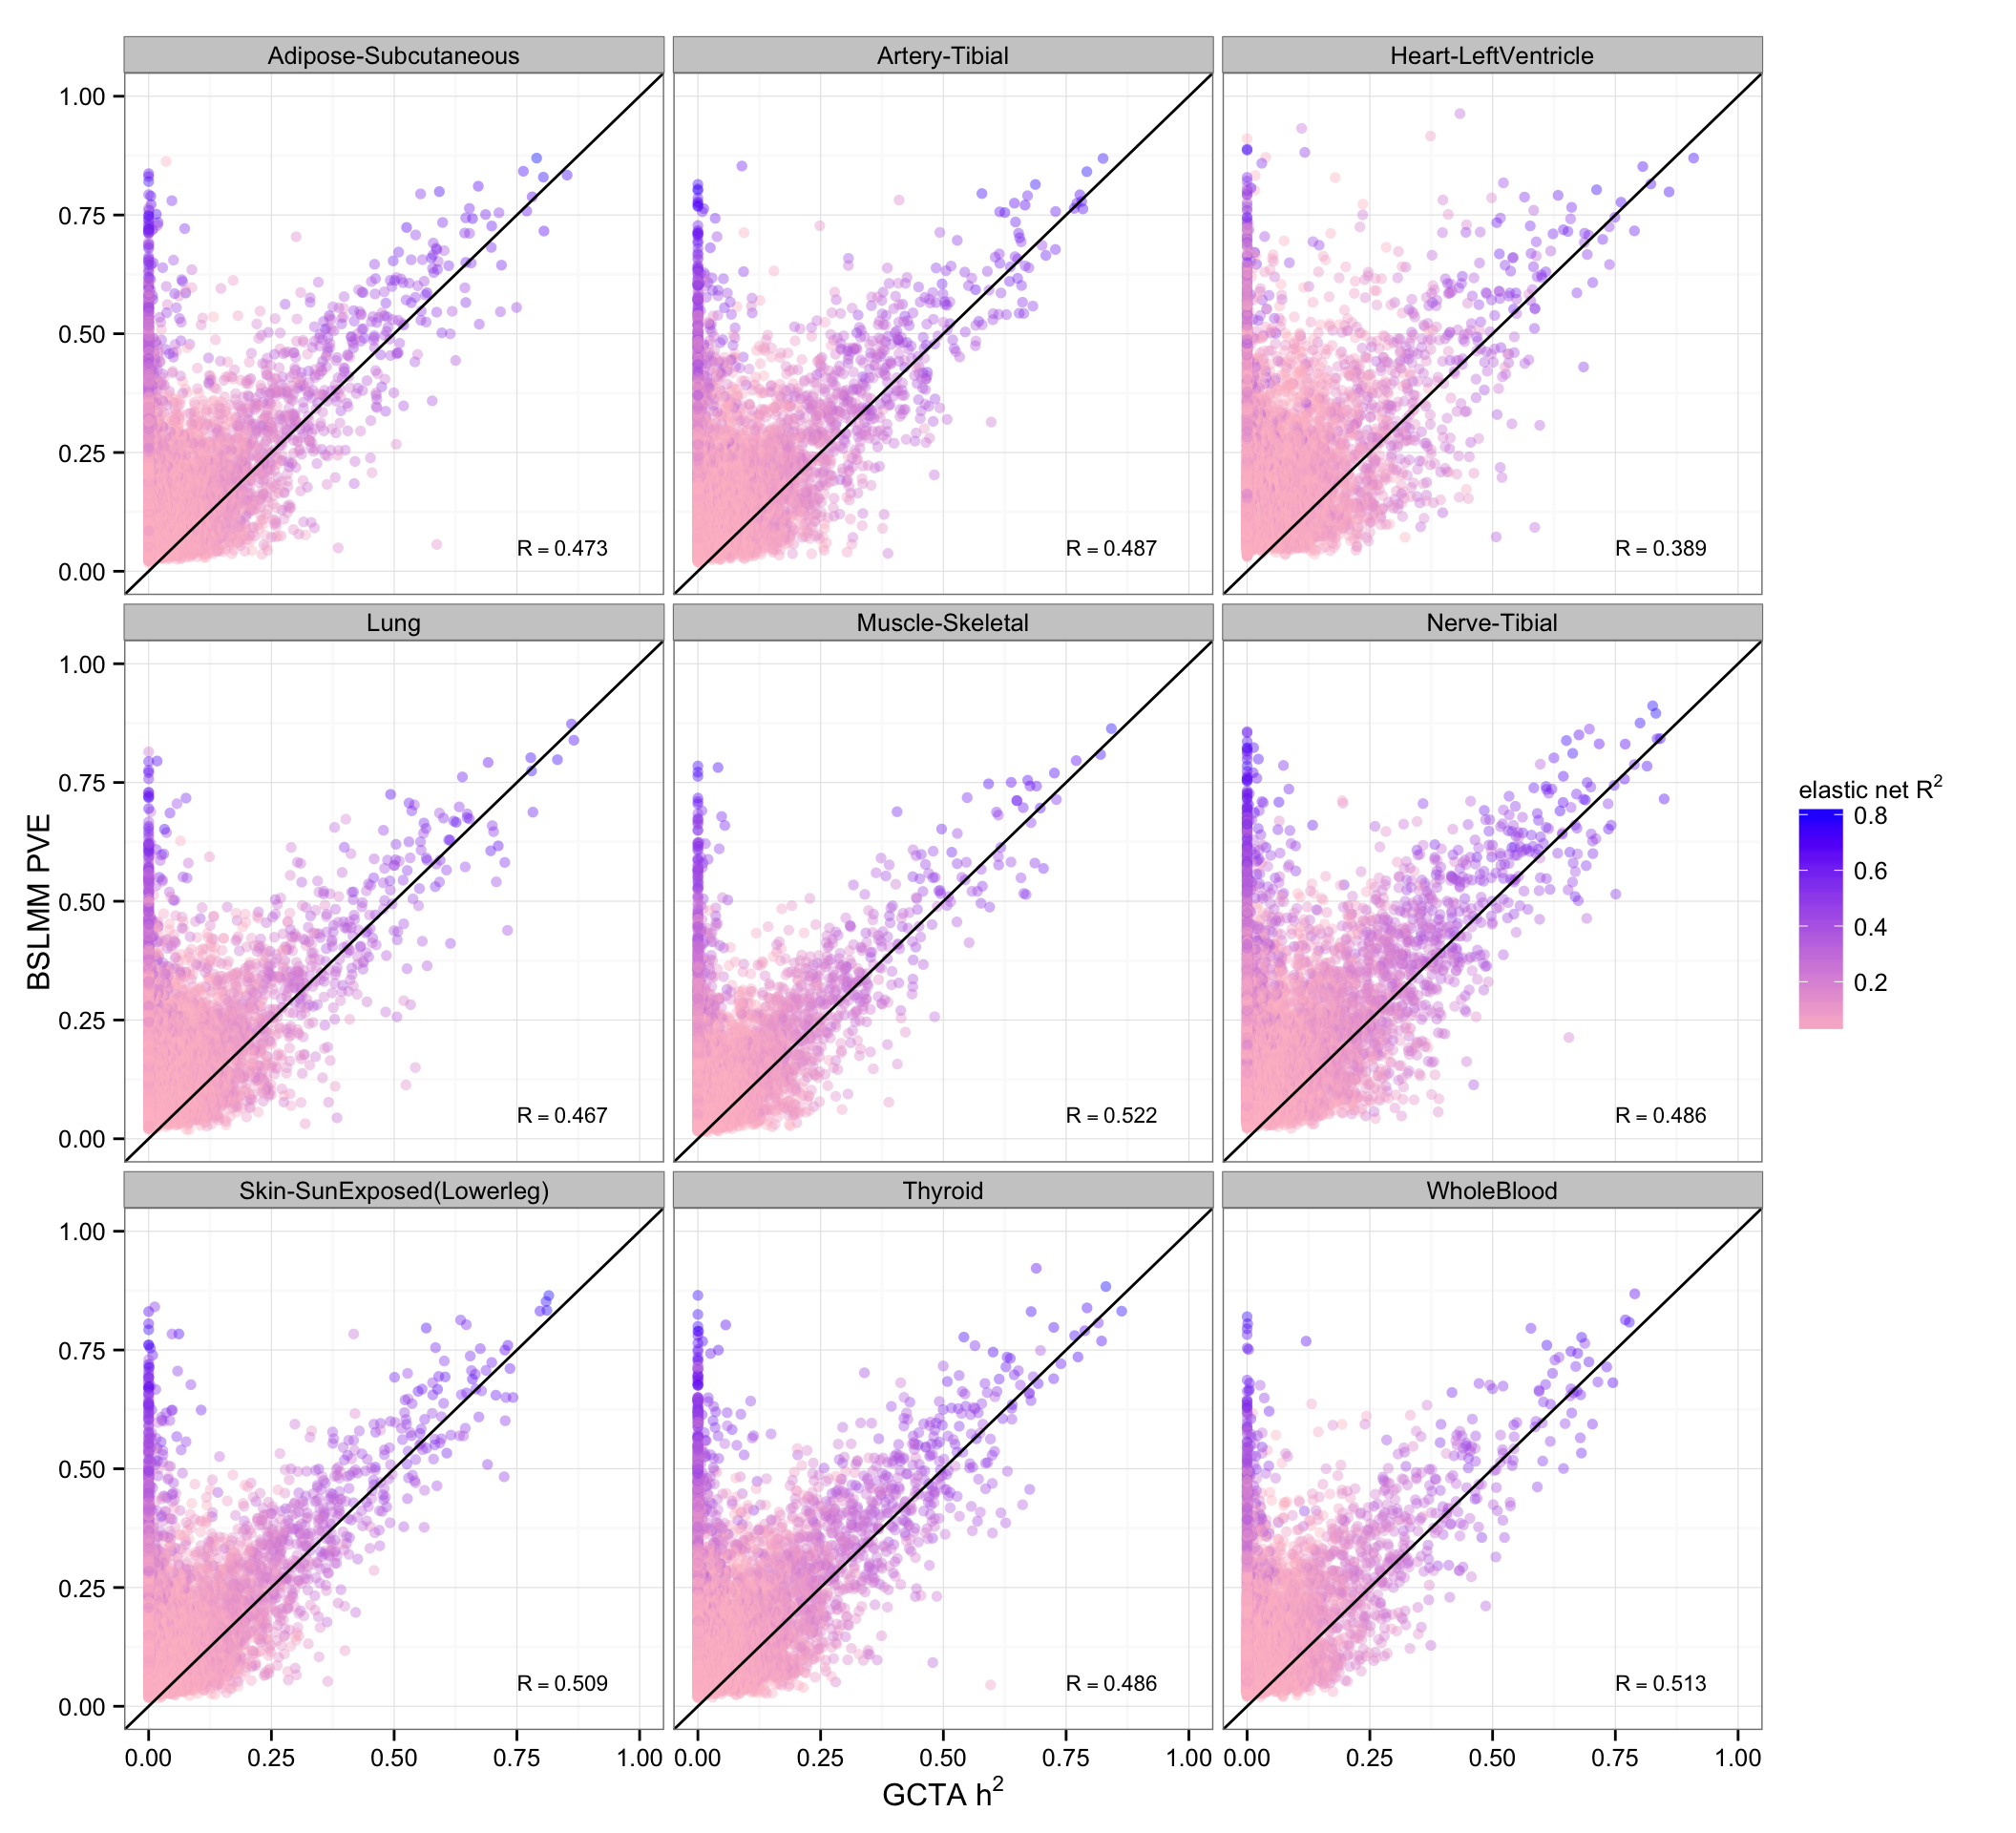 Adipose-Subcutaneous Artery-Tibial Heart-LeftVentricle
1.00
0.75
0.50
0.25
0.00
R = 0.473 R = 0.487 R = 0.389
Lung Muscle-Skeletal Nerve-Tibial
1.00
0.75
0.50
0.25
0.00
R = 0.467 R = 0.522 R = 0.486
Skin-SunExposed(Lowerleg) Thyroid WholeBlood
1.00
0.75
0.50
0.25
0.00
R = 0.509 R = 0.486 R = 0.513
0.00 0.25 0.50 0.75 1.00 0.00 0.25 0.50 0.75 1.00 0.00 0.25 0.50 0.75 1.00
GCTA h²
BSLMM PVE
elastic net R²
0.8
0.6
0.4
0.2